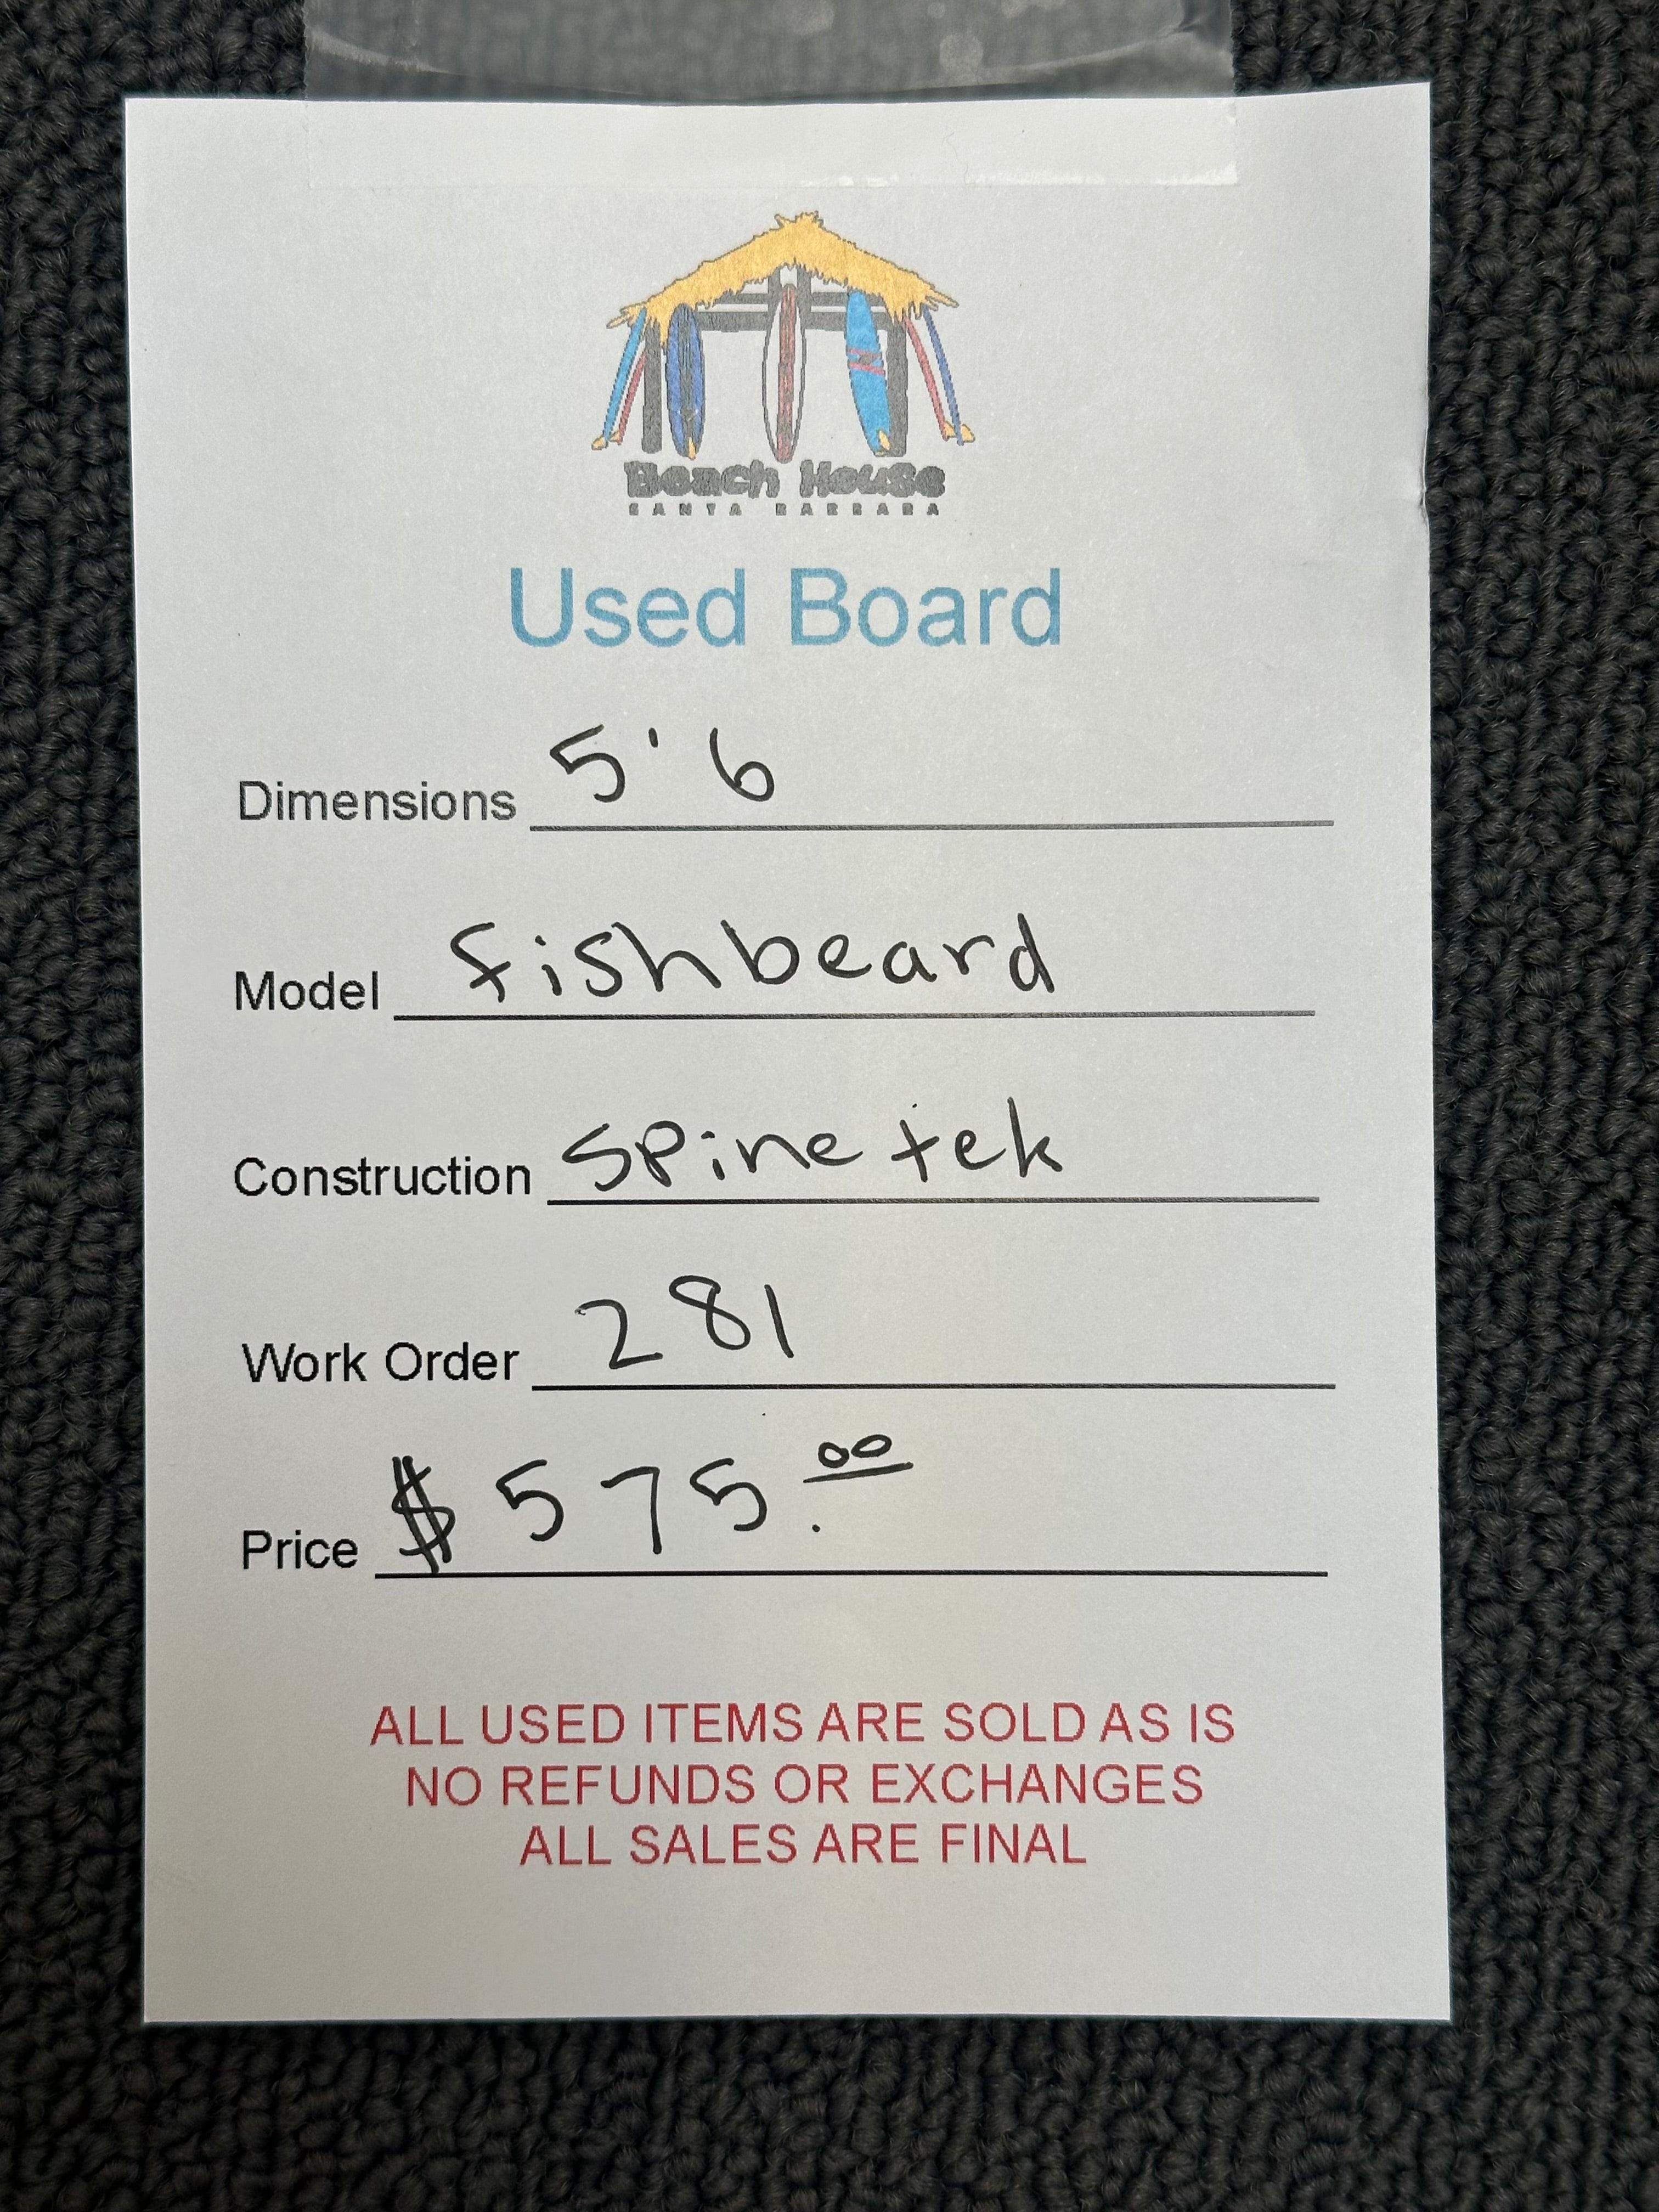 Beach House
SANTA BARBARA
Used Board
Dimensions 5'6
Model fishbeard
Construction spine tek
Work Order 281
Price $575.00
ALL USED ITEMS ARE SOLD AS IS
NO REFUNDS OR EXCHANGES
ALL SALES ARE FINAL